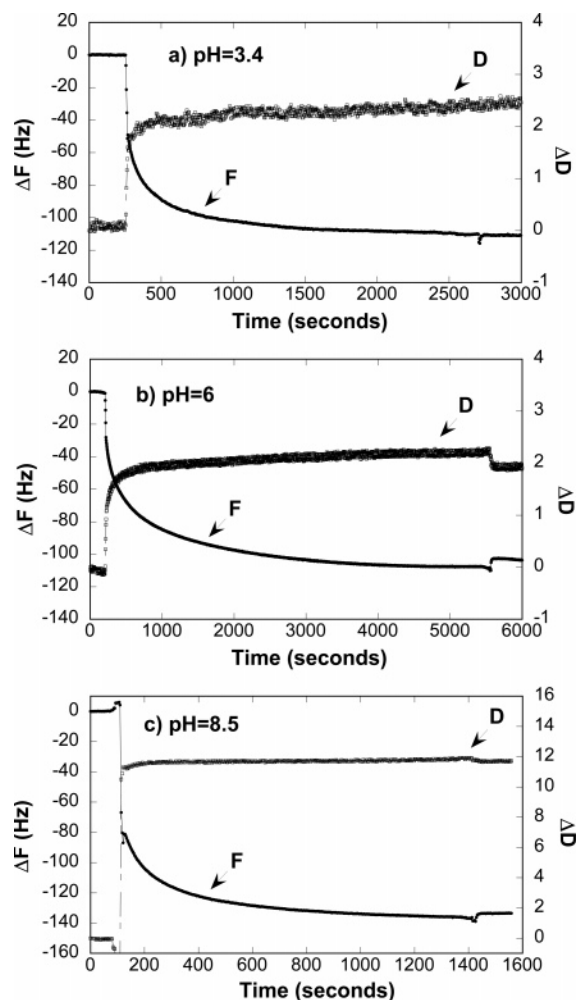 a) pH=3.4
D
F
ΔF (Hz)
20
0
-20
-40
-60
-80
-100
-120
-140
4
3
2
1
0
-1
ΔD
0 500 1000 1500 2000 2500 3000
Time (seconds)
b) pH=6
D
F
ΔF (Hz)
20
0
-20
-40
-60
-80
-100
-120
-140
4
3
2
1
0
-1
ΔD
0 1000 2000 3000 4000 5000 6000
Time (seconds)
c) pH=8.5
D
F
ΔF (Hz)
0
-20
-40
-60
-80
-100
-120
-140
-160
16
14
12
10
8
6
4
2
0
ΔD
0 200 400 600 800 1000 1200 1400 1600
Time (seconds)